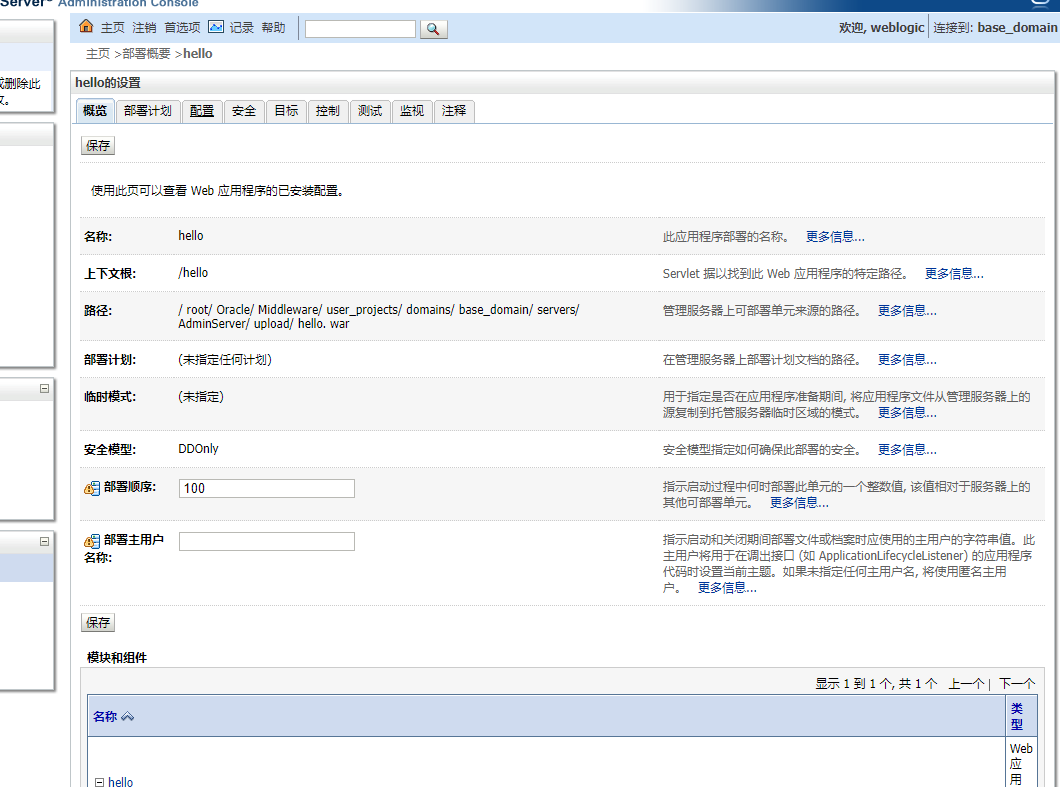 Server® Administration Console
主页 注销 首选项 记录 帮助
欢迎, weblogic 连接到: base_domain
主页 >部署概要 >hello
或删除此
hello的设置
概览 部署计划 配置 安全 目标 控制 测试 监视 注释
保存
使用此页可以查看 Web 应用程序的已安装配置。
名称: hello 此应用程序部署的名称。 更多信息...
上下文根: /hello Servlet 据以找到此 Web 应用程序的特定路径。 更多信息...
路径: / root/ Oracle/ Middleware/ user_projects/ domains/ base_domain/ servers/ 管理服务器上可部署单元来源的路径。 更多信息...
AdminServer/ upload/ hello. war
部署计划: (未指定任何计划) 在管理服务器上部署计划文档的路径。 更多信息...
临时模式: (未指定) 用于指定是否在应用程序准备期间, 将应用程序文件从管理服务器上的
源复制到托管服务器临时区域的模式。 更多信息...
安全模型: DDOnly 安全模型指定如何确保此部署的安全。 更多信息...
部署顺序: 100 指示启动过程中何时部署此单元的一个整数值, 该值相对于服务器上的
其他可部署单元。 更多信息...
部署主用户 指示启动和关闭期间部署文件或档案时应使用的主用户的字符串值。此
名称: 主用户将用于在调出接口 (如 ApplicationLifecycleListener) 的应用程序
代码时设置当前主题。如果未指定任何主用户名, 将使用匿名主用
户。 更多信息...
保存
模块和组件
显示 1 到 1 个, 共 1 个 上一个 | 下一个
名称 类
型
Web
应
hello 用